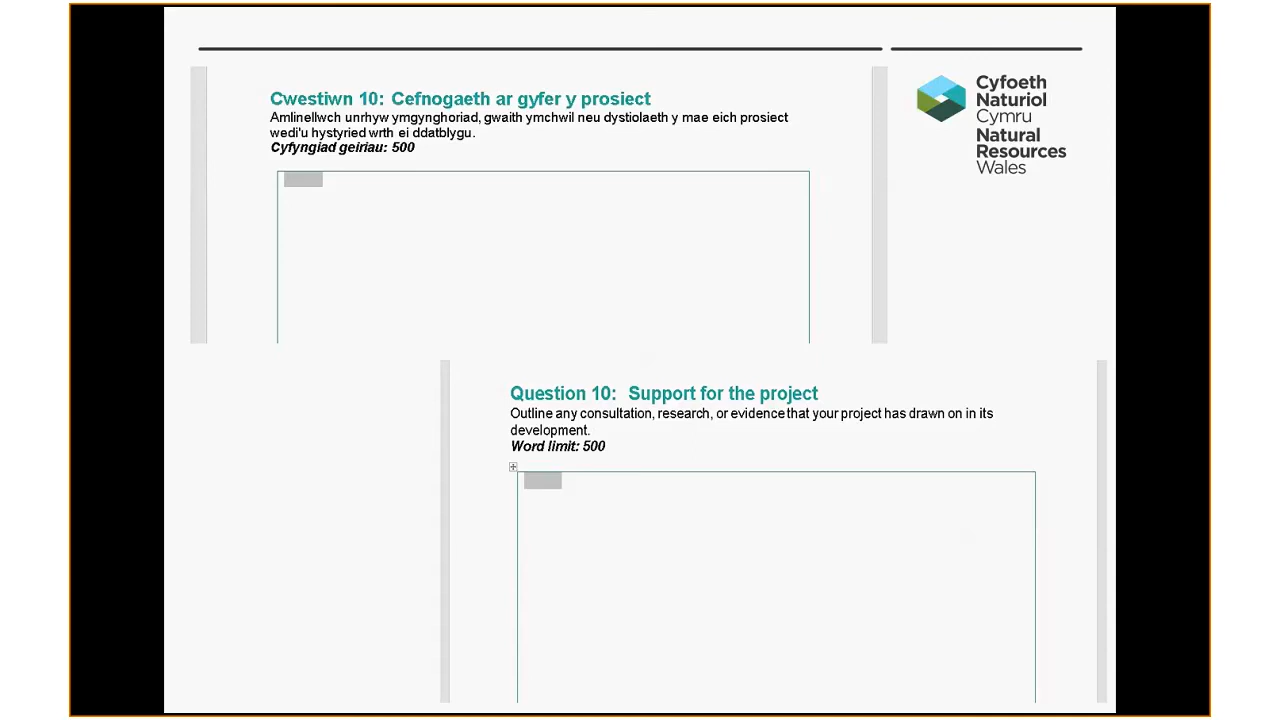 Cwestiwn 10: Cefnogaeth ar gyfer y prosiect
Amlinellwch unrhyw ymgynghoriad, gwaith ymchwil neu dystiolaeth y mae eich prosiect
wedi'u hystyried wrth ei ddatblygu.
Cyfyngiad geiriau: 500
Cyfoeth
Naturiol
Cymru
Natural
Resources
Wales
Question 10: Support for the project
Outline any consultation, research, or evidence that your project has drawn on in its
development.
Word limit: 500